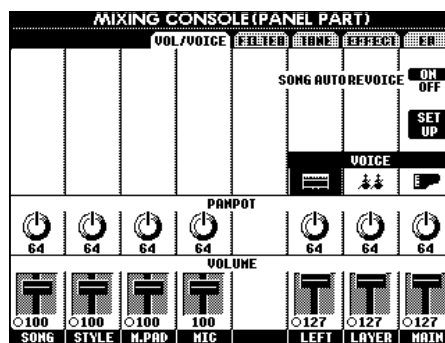 MIXING CONSOLE(PANEL PART)
VOL/VOICE FILTER TUNE EFFECT EQ
SONG AUTO REVOICE ON
OFF
SET
UP
VOICE
PANPOT
64 64 64 64 64 64 64
VOLUME
100 100 100 100 127 127 127
SONG STYLE M.PAD MIC LEFT LAYER MAIN